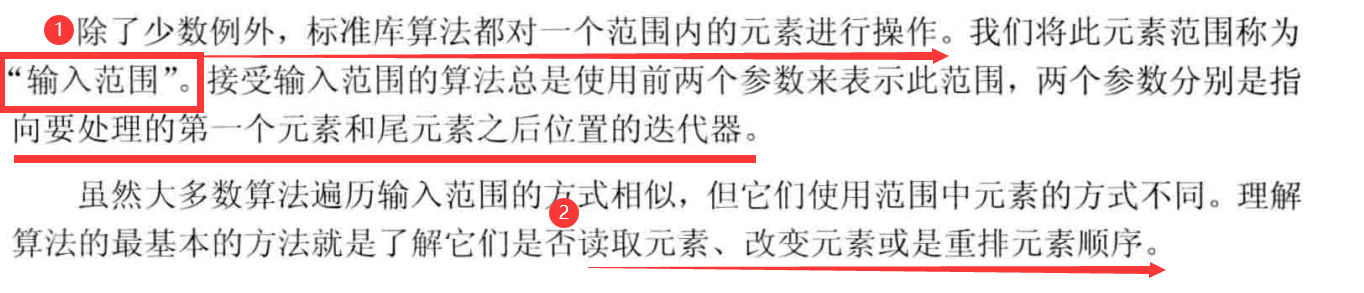 ①除了少数例外，标准库算法都对一个范围内的元素进行操作。我们将此元素范围称为
“输入范围”。接受输入范围的算法总是使用前两个参数来表示此范围，两个参数分别是指
向要处理的第一个元素和尾元素之后位置的迭代器。
虽然大多数算法遍历输入范围的方式相似，但它们使用范围中元素的方式不同。理解
②
算法的最基本的方法就是了解它们是否读取元素、改变元素或是重排元素顺序。